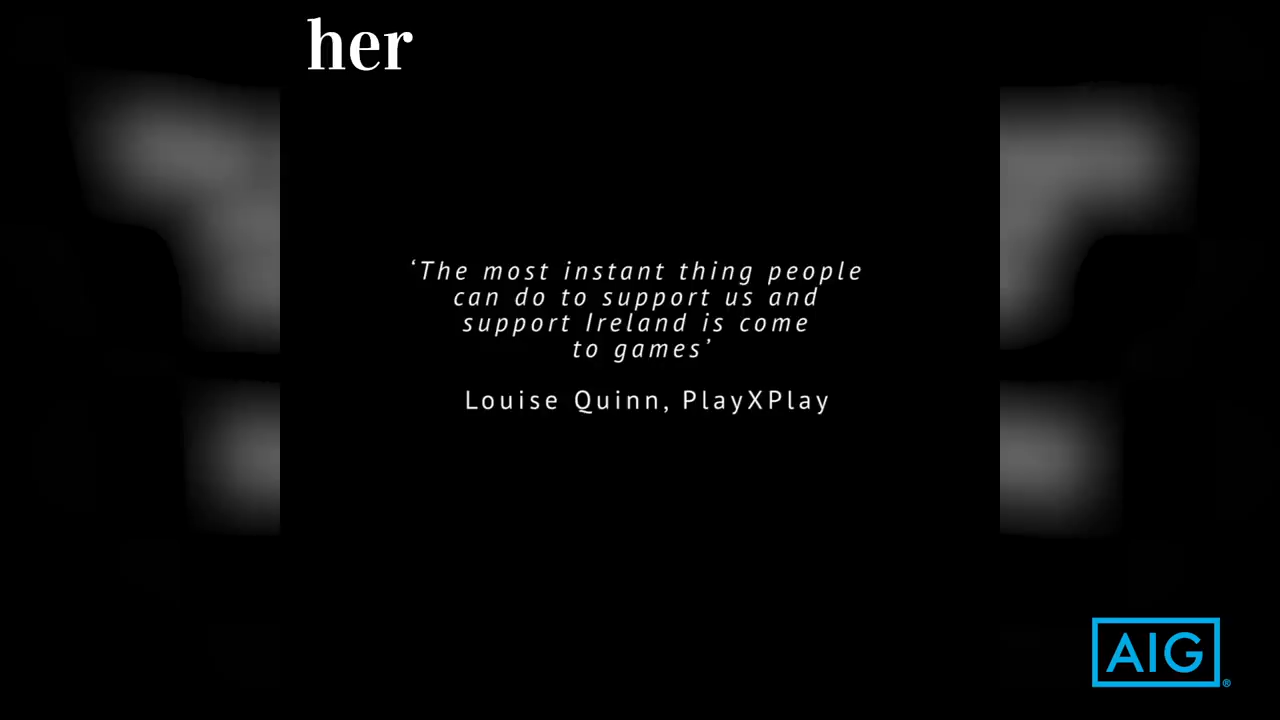 her
‘The most instant thing people
can do to support us and
support Ireland is come
to games’
Louise Quinn, PlayXPlay
AIG®